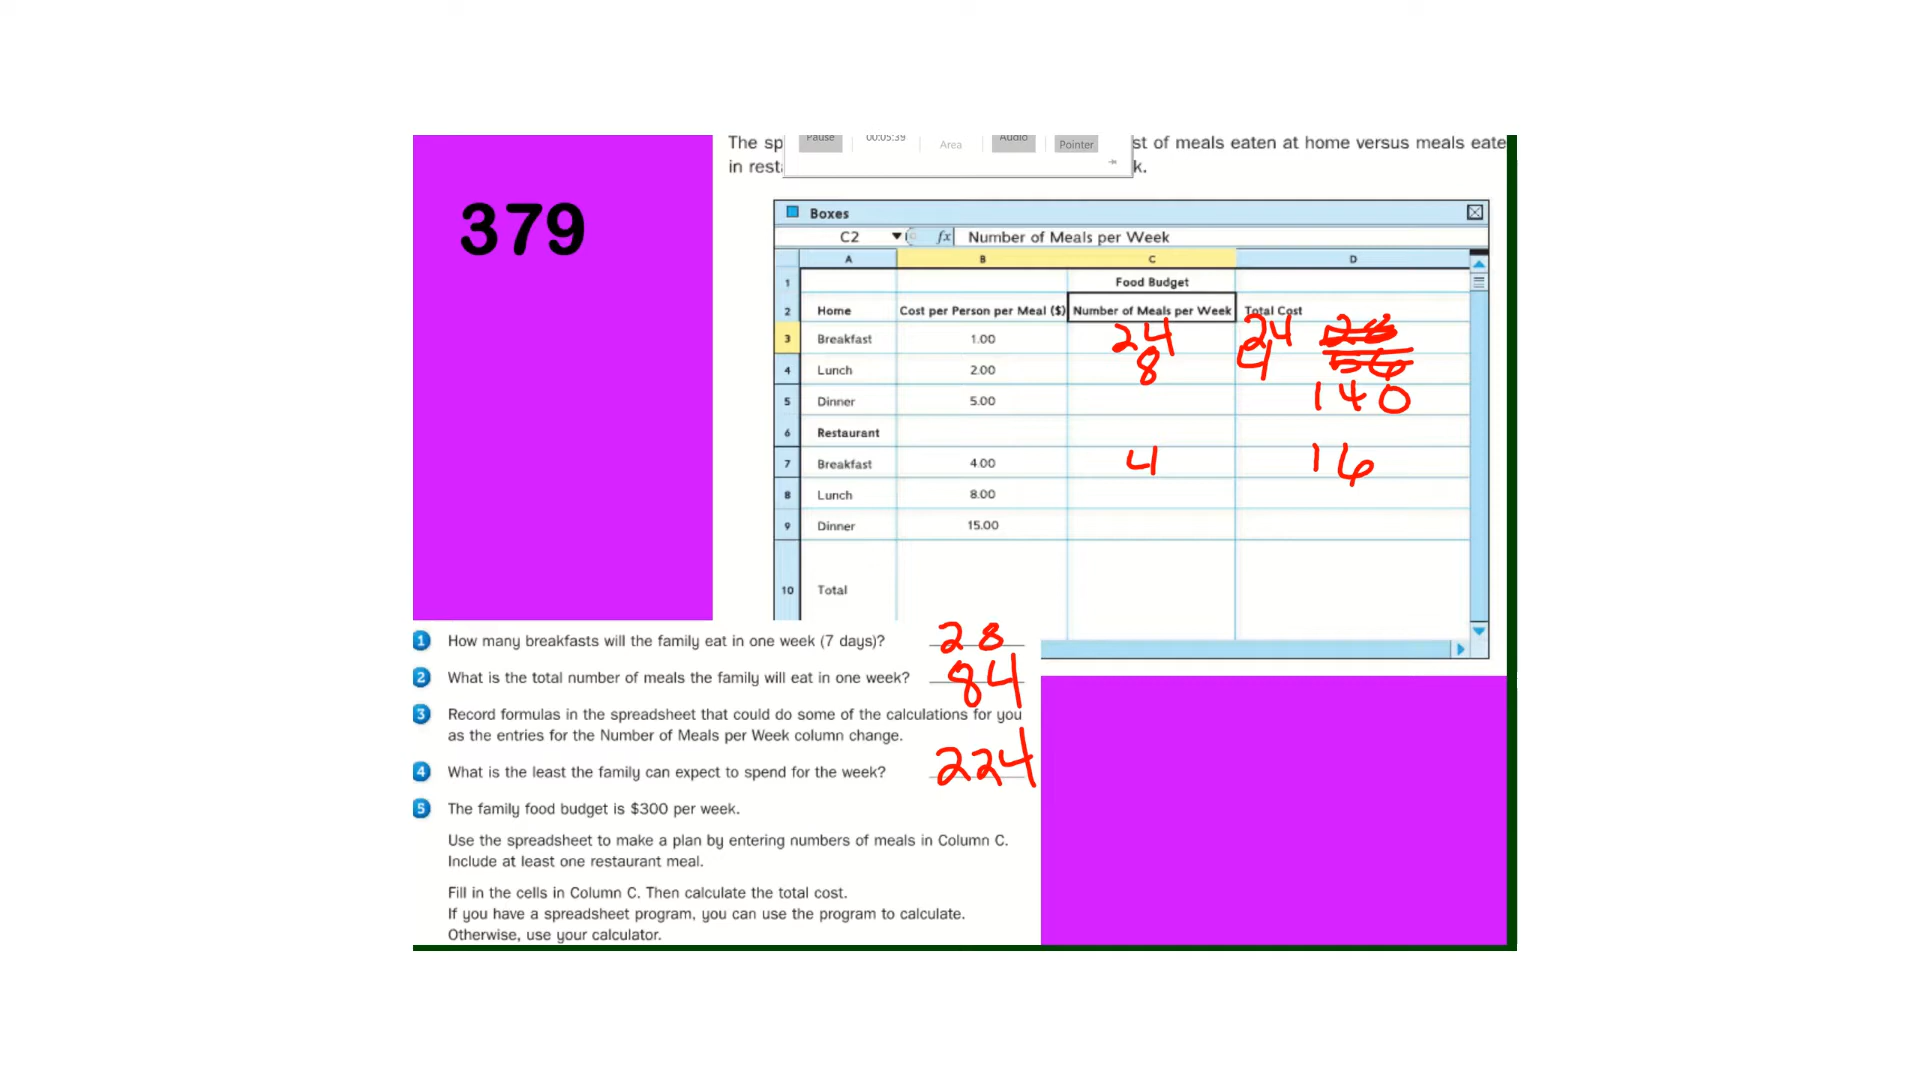 379
Pause 00:05:39 Area Audio Pointer
The sp st of meals eaten at home versus meals eate
in rest k.
Boxes
C2 fx Number of Meals per Week
A B C D
1 Food Budget
2 Home Cost per Person per Meal ($) Number of Meals per Week Total Cost
3 Breakfast 1.00 24 24 28
4 Lunch 2.00 8 4 56
5 Dinner 5.00 140
6 Restaurant
7 Breakfast 4.00 4 16
8 Lunch 8.00
9 Dinner 15.00
10 Total
1 How many breakfasts will the family eat in one week (7 days)? 28
2 What is the total number of meals the family will eat in one week? 84
3 Record formulas in the spreadsheet that could do some of the calculations for you
as the entries for the Number of Meals per Week column change.
4 What is the least the family can expect to spend for the week? 224
5 The family food budget is $300 per week.
Use the spreadsheet to make a plan by entering numbers of meals in Column C.
Include at least one restaurant meal.
Fill in the cells in Column C. Then calculate the total cost.
If you have a spreadsheet program, you can use the program to calculate.
Otherwise, use your calculator.